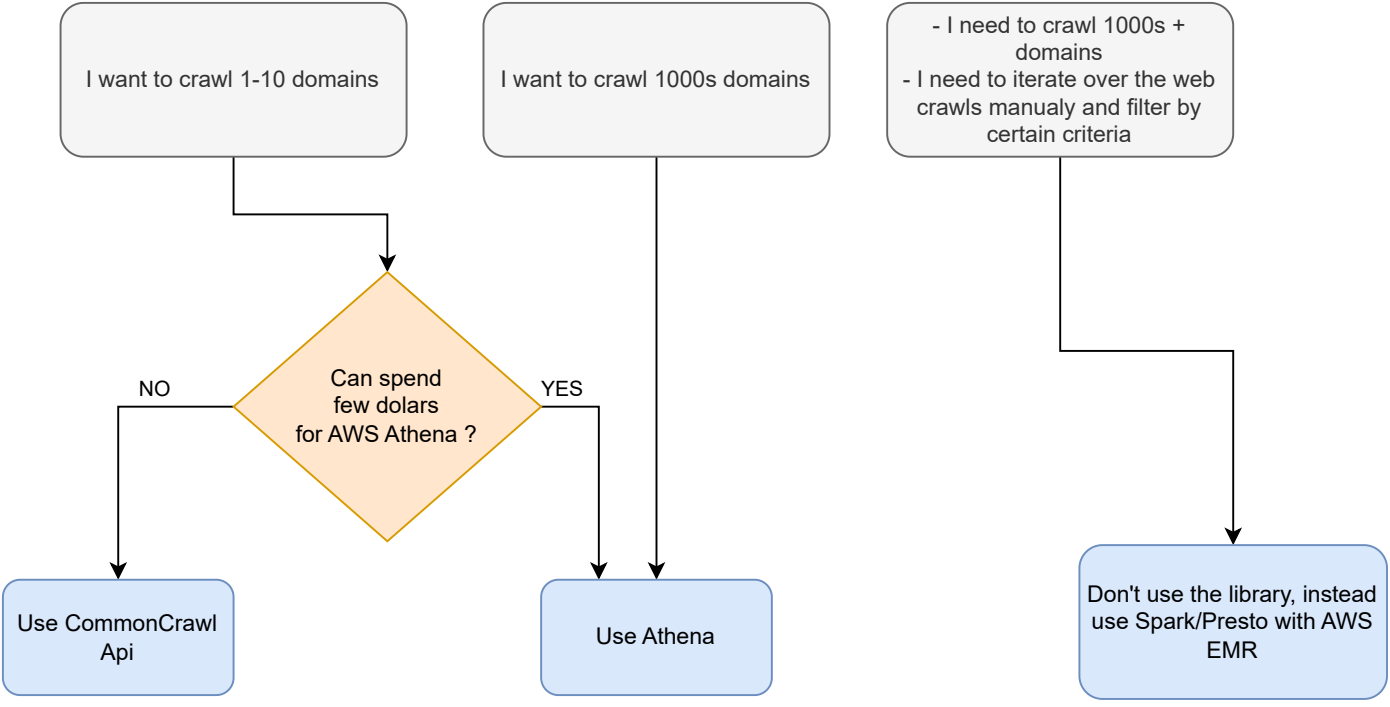 I want to crawl 1-10 domains
I want to crawl 1000s domains
- I need to crawl 1000s +
domains
- I need to iterate over the web
crawls manualy and filter by
certain criteria
Can spend
few dolars
for AWS Athena ?
NO
YES
Use CommonCrawl
Api
Use Athena
Don't use the library, instead
use Spark/Presto with AWS
EMR